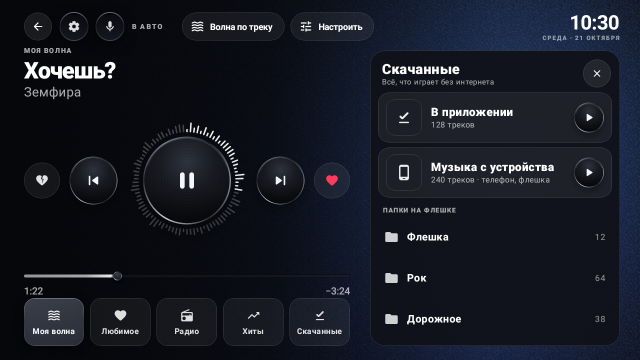 В АВТО
Волна по треку
Настроить
10:30
СРЕДА · 21 ОКТЯБРЯ
МОЯ ВОЛНА
Хочешь?
Земфира
1:22
−3:24
Моя волна
Любимое
Радио
Хиты
Скачанные
Скачанные
Всё, что играет без интернета
В приложении
128 треков
Музыка с устройства
240 треков · телефон, флешка
ПАПКИ НА ФЛЕШКЕ
Флешка 12
Рок 64
Дорожное 38